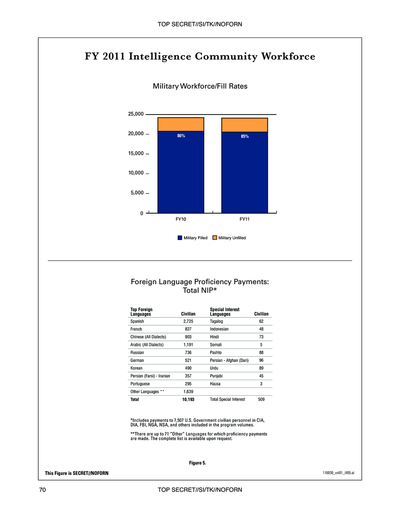 TOP SECRET//SI/TK//NOFORN
FY 2011 Intelligence Community Workforce
Military Workforce/Fill Rates
25,000
20,000
15,000
10,000
5,000
0
86%
85%
FY10
FY11
Military Filled Military Unfilled
Foreign Language Proficiency Payments:
Total NIP*
Top Foreign Languages Civilian Special Interest Languages Civilian
Spanish 2,725 Tagalog 62
French 827 Indonesian 48
Chinese (All Dialects) 903 Hindi 73
Arabic (All Dialects) 1,191 Somali 5
Russian 736 Pashto 88
German 521 Persian - Afghan (Dari) 96
Korean 490 Urdu 89
Persian (Farsi) - Iranian 357 Punjabi 45
Portuguese 295 Hausa 3
Other Languages ** 1,639
Total 10,193 Total Special Interest 509
*Includes payments to 7,507 U.S. Government civilian personnel in CIA,
DIA, FBI, NGA, NSA, and others included in the program volumes.
**There are up to 71 "Other" Languages for which proficiency payments
are made. The complete list is available upon request.
Figure 5.
This Figure is SECRET//NOFORN
70
TOP SECRET//SI/TK//NOFORN